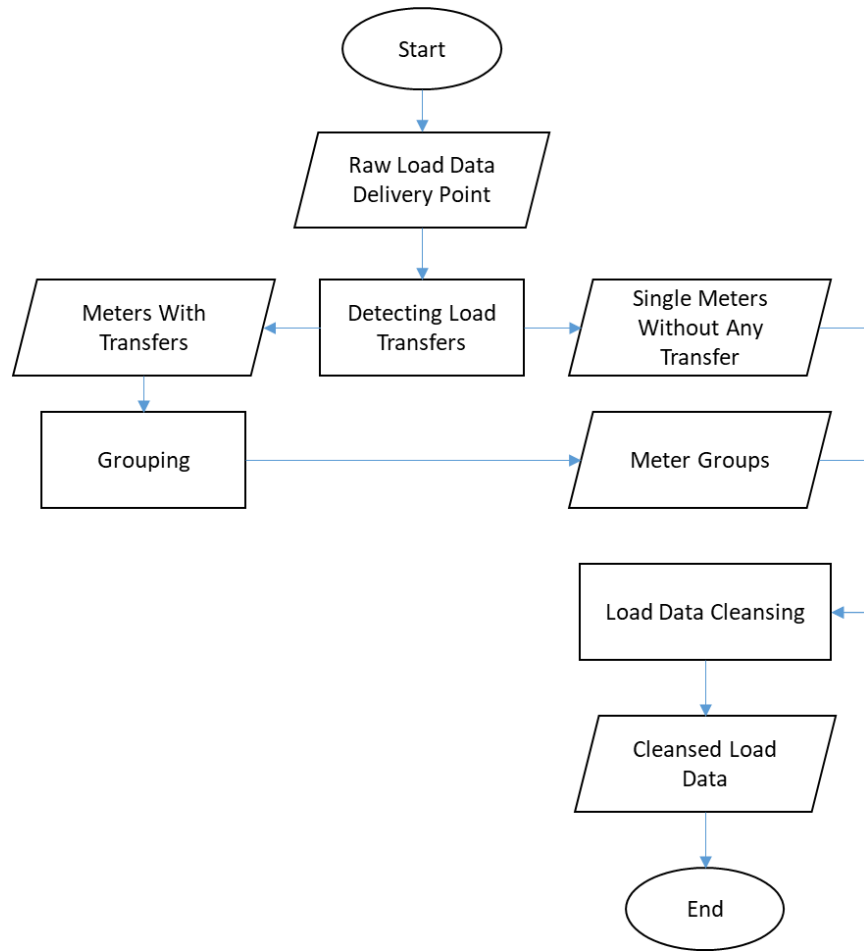 Start
Raw Load Data
Delivery Point
Meters With
Transfers
Detecting Load
Transfers
Single Meters
Without Any
Transfer
Grouping
Meter Groups
Load Data Cleansing
Cleansed Load
Data
End